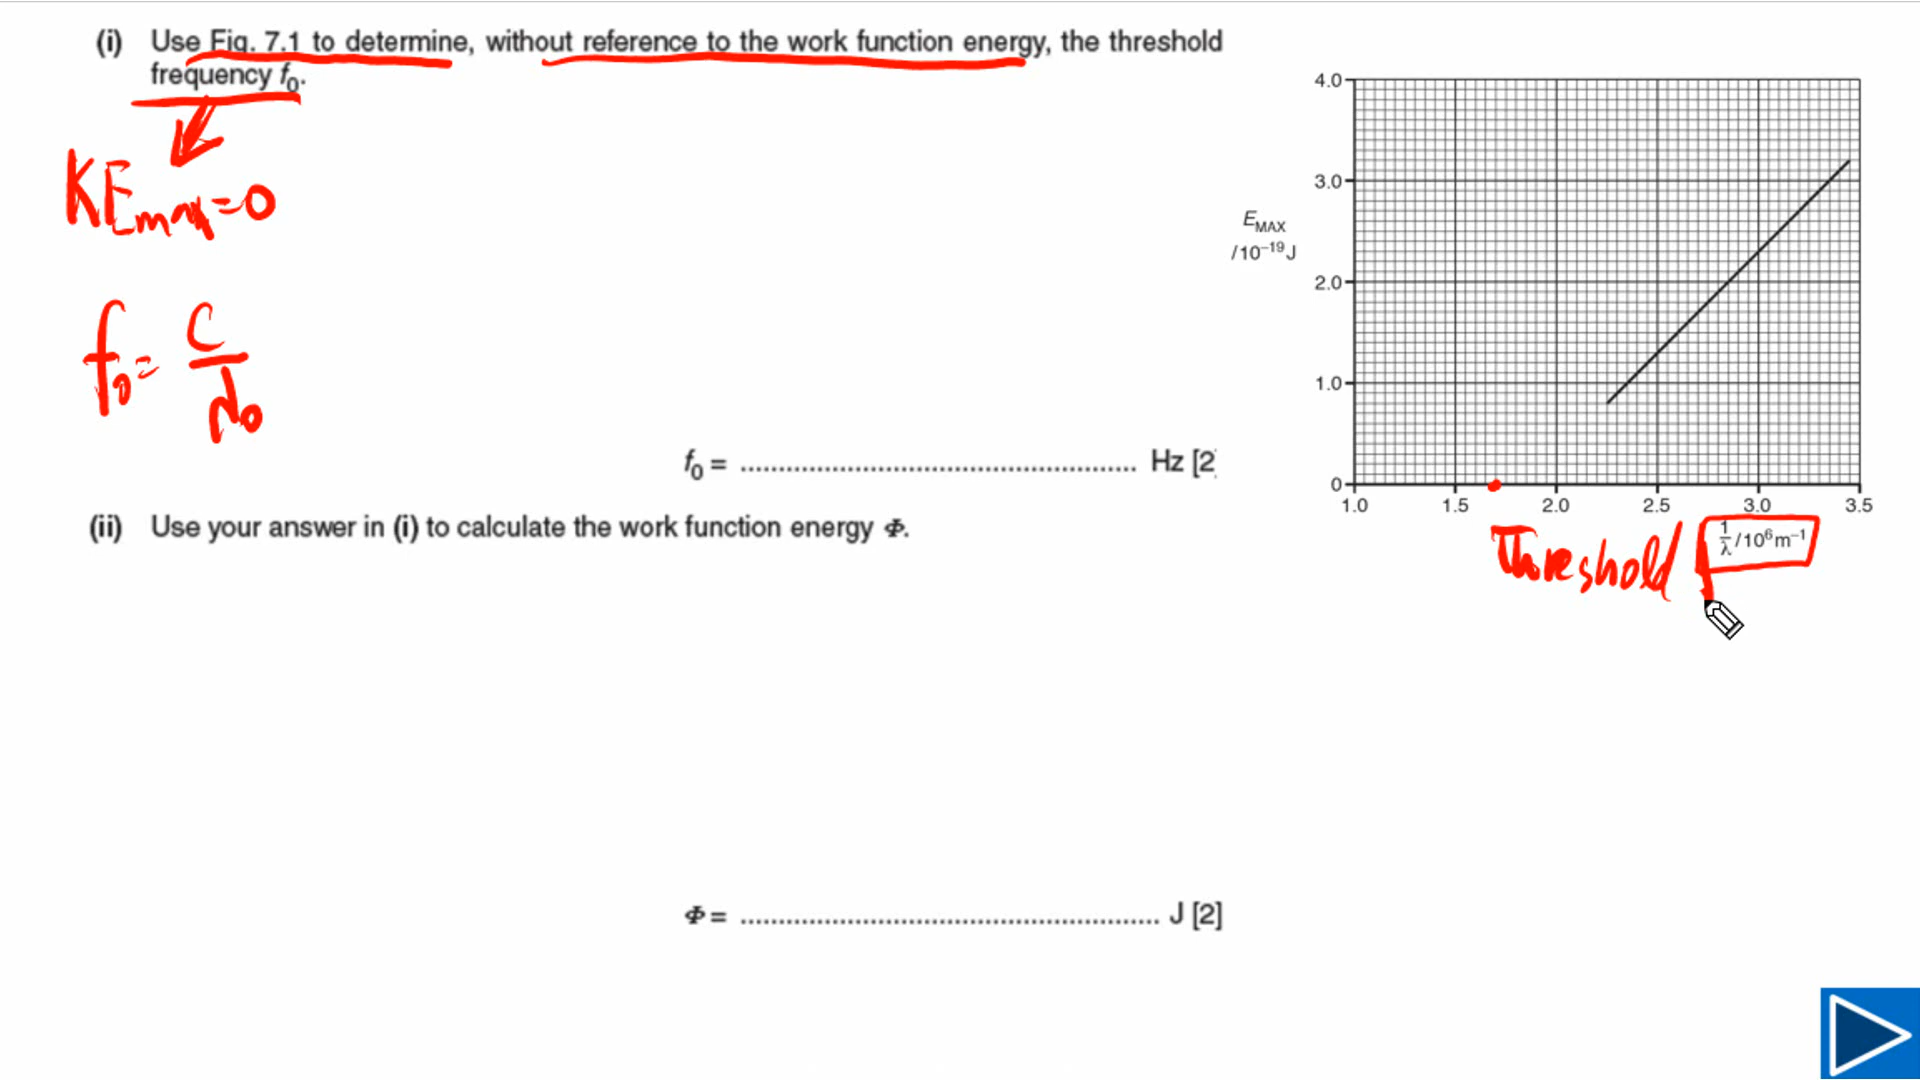 (i) Use Fig. 7.1 to determine, without reference to the work function energy, the threshold
frequency f₀.
KEmax=0
f₀= c/λ₀
f₀ = .................................................... Hz [2
(ii) Use your answer in (i) to calculate the work function energy Φ.
Φ = ....................................................... J [2]
4.0
3.0
EMAX
/10⁻¹⁹J
2.0
1.0
0
1.0 1.5 2.0 2.5 3.0 3.5
Threshold
1/λ /10⁶m⁻¹